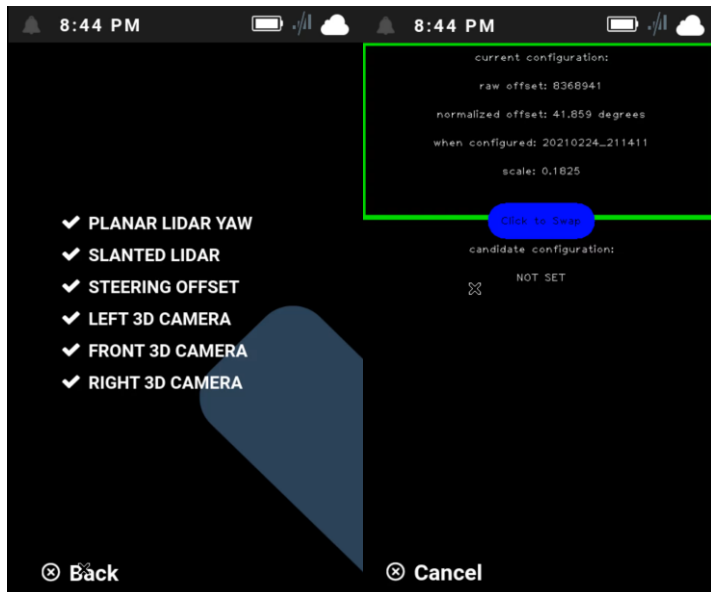 8:44 PM
PLANAR LIDAR YAW
SLANTED LIDAR
STEERING OFFSET
LEFT 3D CAMERA
FRONT 3D CAMERA
RIGHT 3D CAMERA
Back
8:44 PM
current configuration:
raw offset: 8368941
normalized offset: 41.859 degrees
when configured: 20210224_211411
scale: 0.1825
Click to Swap
candidate configuration:
NOT SET
Cancel